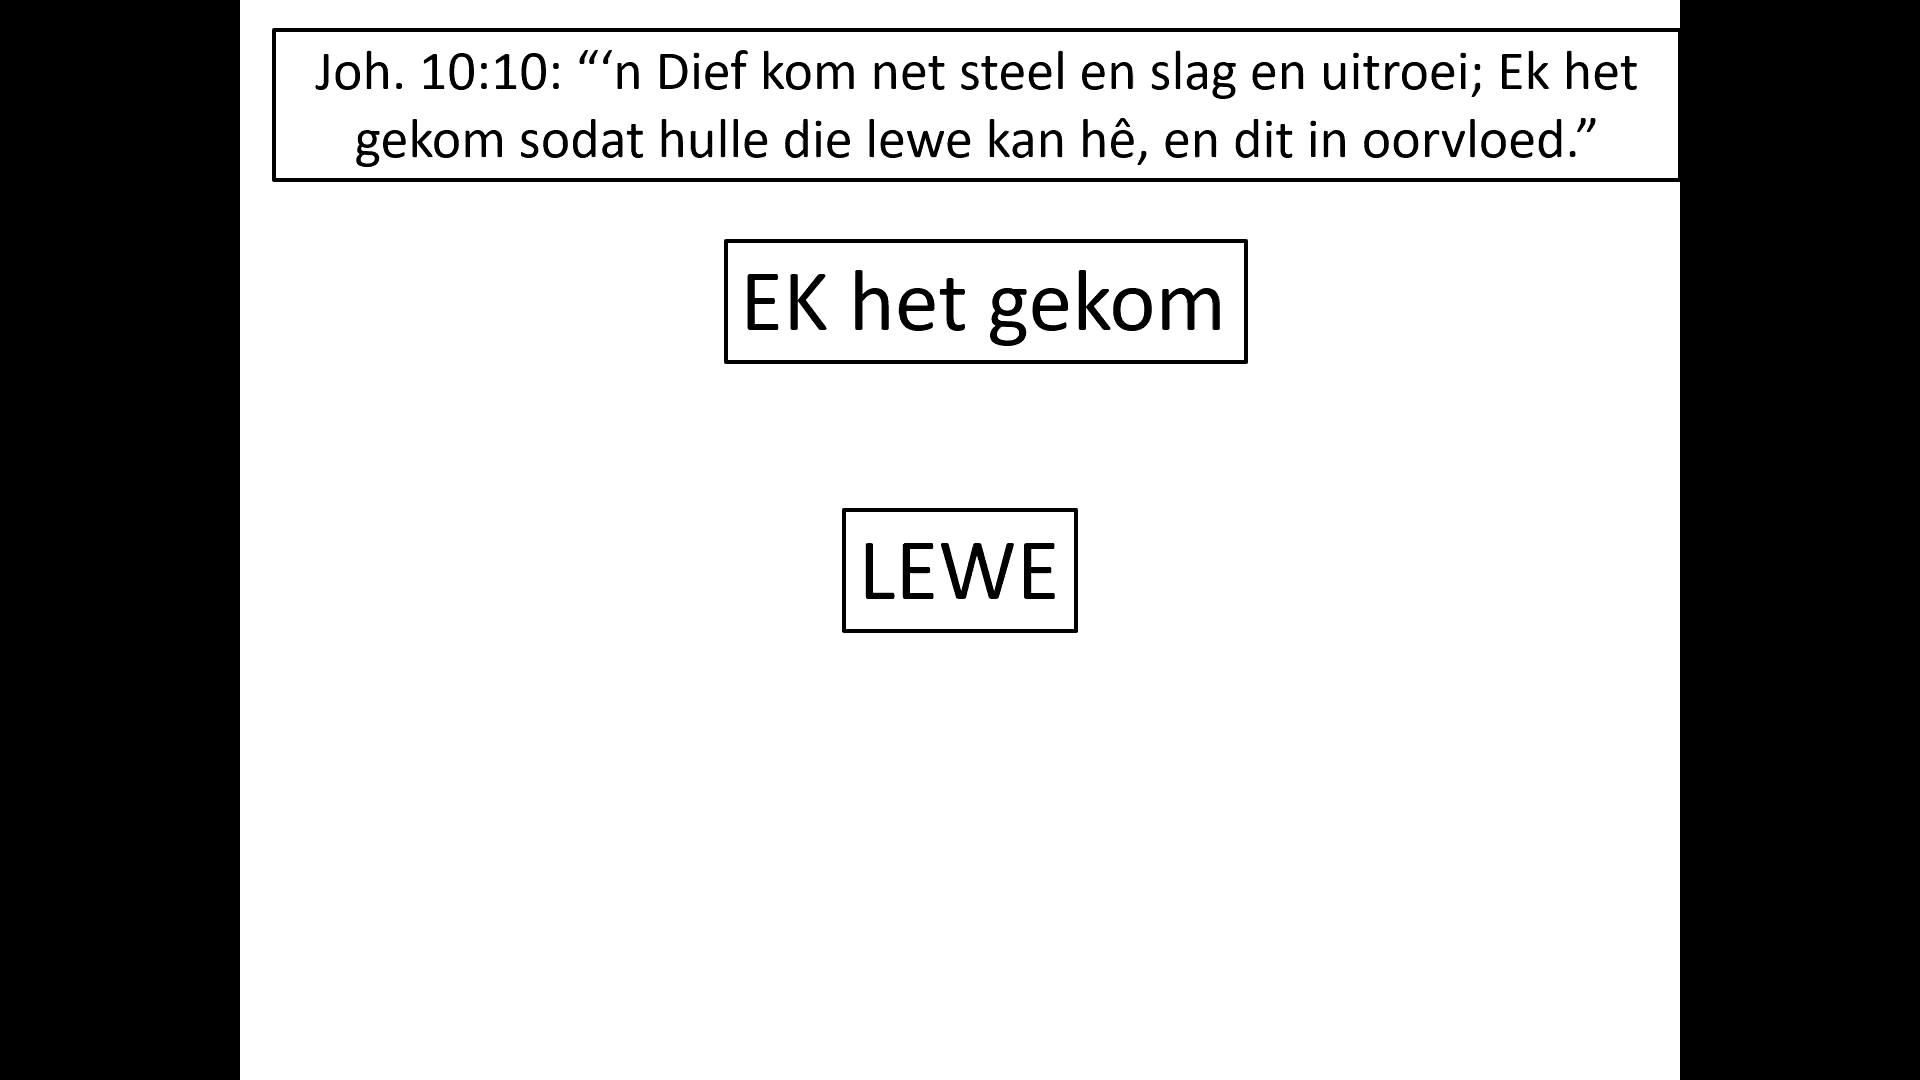 Joh. 10:10: “‘n Dief kom net steel en slag en uitroei; Ek het
gekom sodat hulle die lewe kan hê, en dit in oorvloed.”
EK het gekom
LEWE